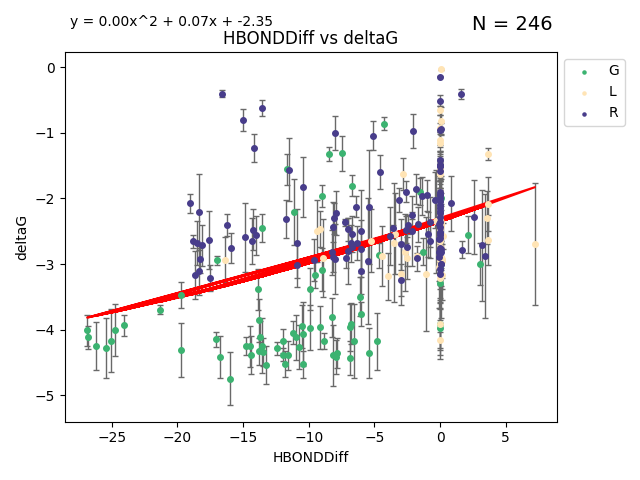 y = 0.00x^2 + 0.07x + -2.35
N = 246
HBONDDiff vs deltaG
G
L
R
deltaG
0
−1
−2
−3
−4
−5
−25
−20
−15
−10
−5
0
5
HBONDDiff